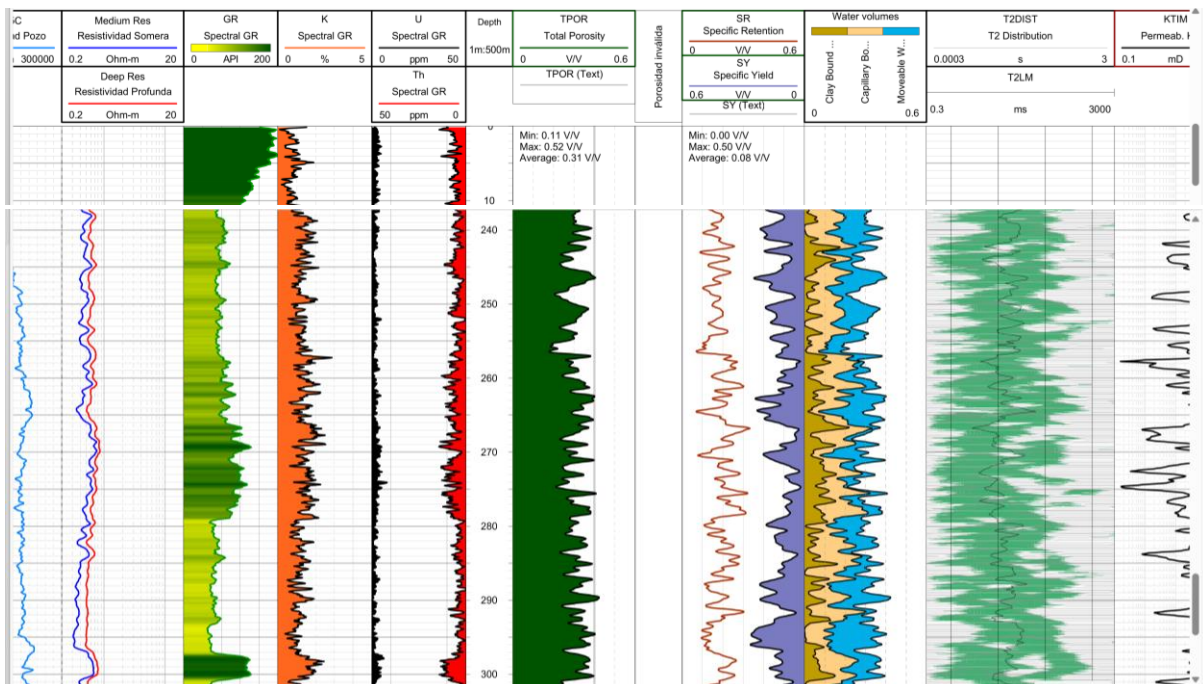 SC
d Pozo
300000
Medium Res
Resistividad Somera
0.2 Ohm-m 20
Deep Res
Resistividad Profunda
0.2 Ohm-m 20
GR
Spectral GR
0 API 200
K
Spectral GR
0 % 5
U
Spectral GR
0 ppm 50
Th
Spectral GR
50 ppm 0
Depth
1m:500m
TPOR
Total Porosity
0 V/V 0.6
TPOR (Text)
Porosidad inválida
SR
Specific Retention
0 V/V 0.6
SY
Specific Yield
0.6 V/V 0
SY (Text)
Water volumes
Clay Bound ...
Capillary Bo...
Moveable W...
0 0.6
T2DIST
T2 Distribution
0.0003 s 3
T2LM
0.3 ms 3000
KTIM
Permeab. K
0.1 mD
0
Min: 0.11 V/V
Max: 0.52 V/V
Average: 0.31 V/V
Min: 0.00 V/V
Max: 0.50 V/V
Average: 0.08 V/V
10
240
250
260
270
280
290
300